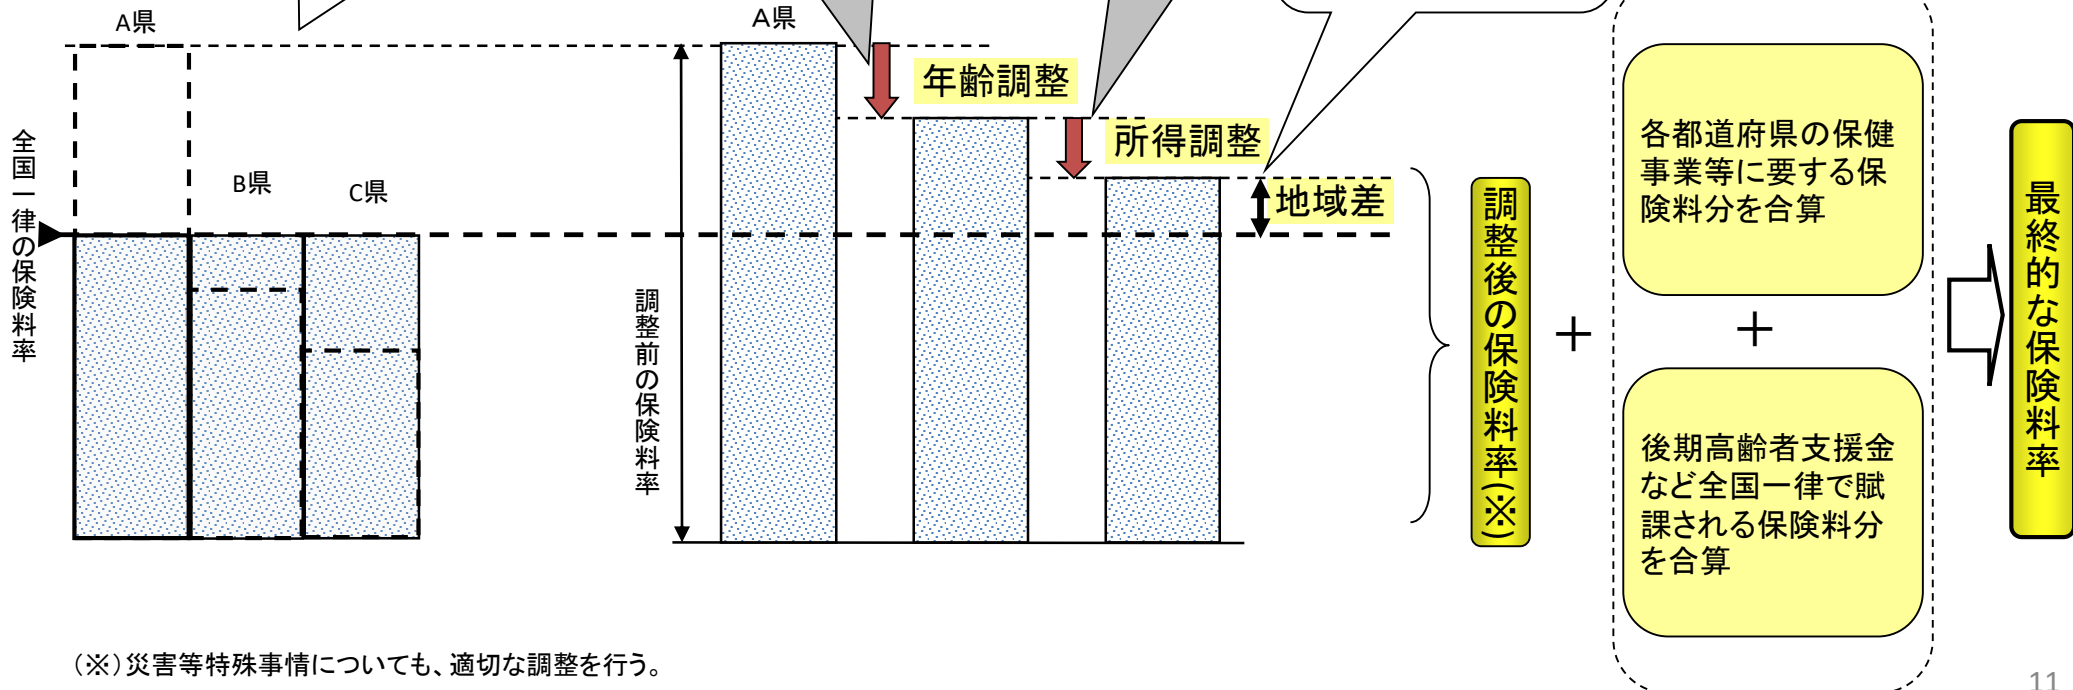 全国一律の保険料率
A県
B県
C県
調整前の保険料率
A県
年齢調整
所得調整
地域差
調整後の保険料率(※)
＋
各都道府県の保健
事業等に要する保
険料分を合算
＋
後期高齢者支援金
など全国一律で賦
課される保険料分
を合算
最終的な保険料率
(※)災害等特殊事情についても、適切な調整を行う。
11